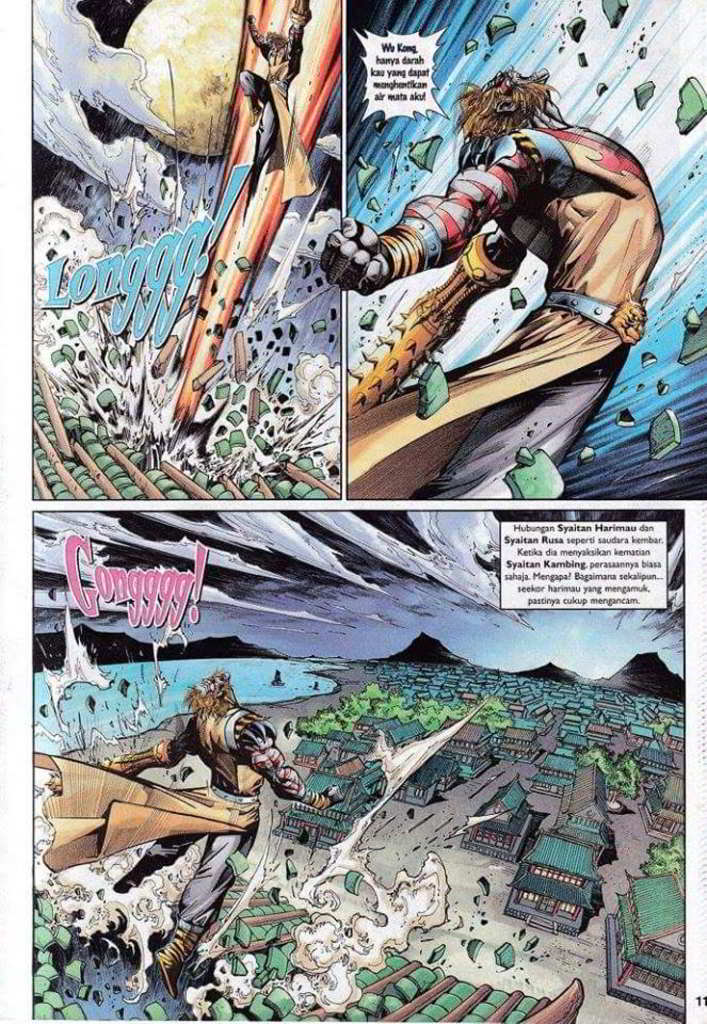 Wu Kong,
hanya darah
kau yang dapat
menghentikan
air mata aku!
Longggg!
Gongggg!
Hubungan Syaitan Harimau dan
Syaitan Rusa seperti saudara kembar.
Ketika dia menyaksikan kematian
Syaitan Kambing, perasaannya biasa
sahaja. Mengapa? Bagaimana sekalipun...
seekor harimau yang mengamuk,
pastinya cukup mengancam.
11